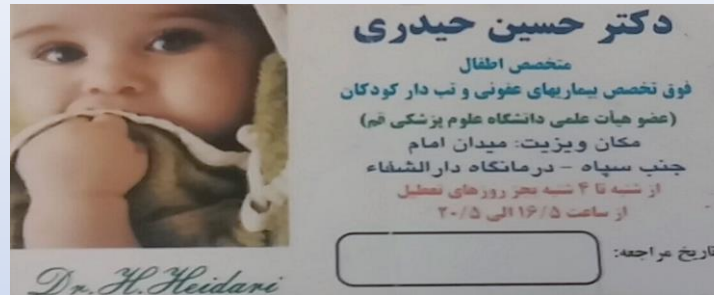 دکتر حسین حیدری
متخصص اطفال
فوق تخصص بیماریهای عفونی و تب دار کودکان
(عضو هیأت علمی دانشگاه علوم پزشکی قم)
مکان ویزیت: میدان امام
جنب سپاه - درمانگاه دارالشفاء
از شنبه تا ۴ شنبه بجز روزهای تعطیل
از ساعت ۱۶/۵ الی ۲۰/۵
تاریخ مراجعه:
Dr.H.Heidari